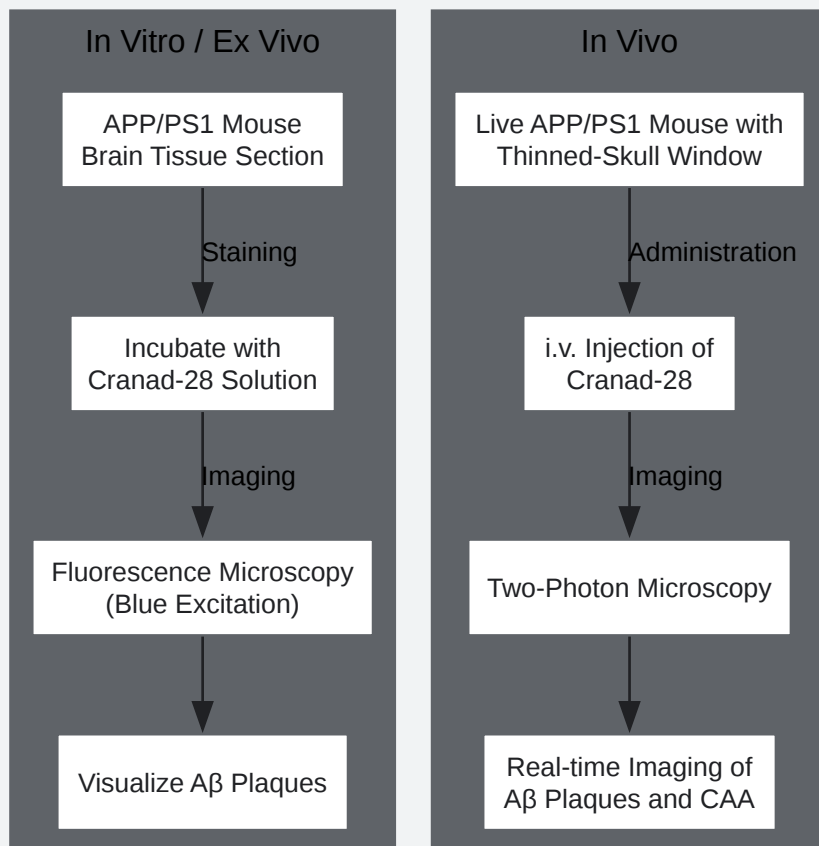 In Vitro / Ex Vivo
APP/PS1 Mouse
Brain Tissue Section
Staining
Incubate with
Cranad-28 Solution
Imaging
Fluorescence Microscopy
(Blue Excitation)
Visualize Aβ Plaques
In Vivo
Live APP/PS1 Mouse with
Thinned-Skull Window
Administration
i.v. Injection of
Cranad-28
Imaging
Two-Photon Microscopy
Real-time Imaging of
Aβ Plaques and CAA